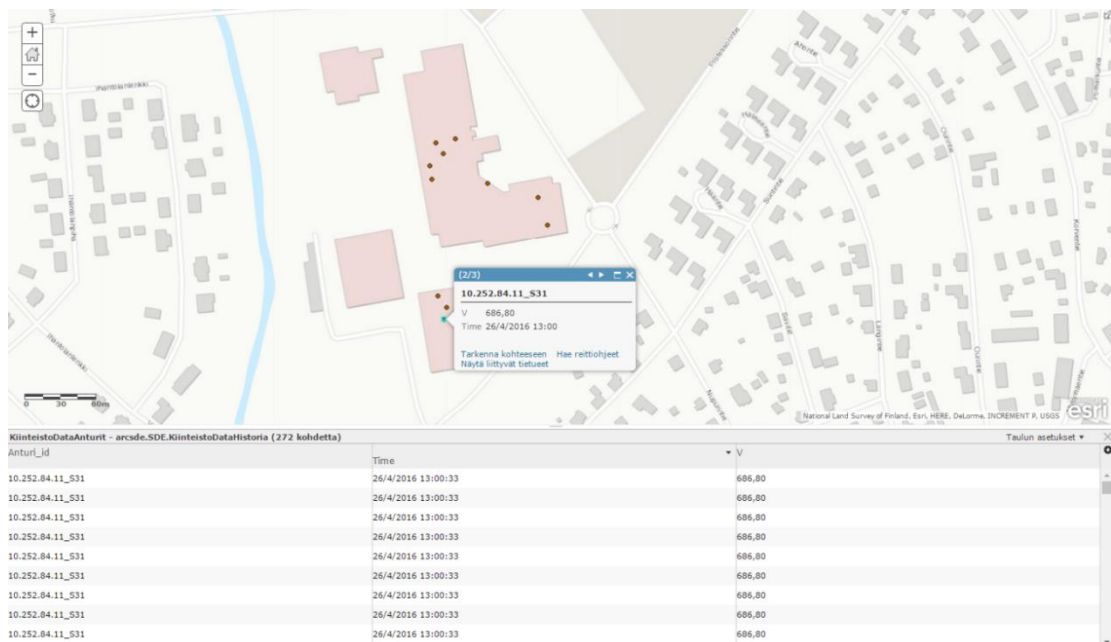 +
−
(2/3)
10.252.84.11_S31
V 686,80
Time 26/4/2016 13:00
Tarkenna kohteeseen Hae reittiohjeet
Näytä liittyvät tietueet
0 30 60m
National Land Survey of Finland, Esri, HERE, DeLorme, INCREMENT P, USGS
esri
KiinteistoDataAnturit - arcsde.SDE.KiinteistoDataHistoria (272 kohdetta) Taulun asetukset
Anturi_id Time V
10.252.84.11_S31 26/4/2016 13:00:33 686,80
10.252.84.11_S31 26/4/2016 13:00:33 686,80
10.252.84.11_S31 26/4/2016 13:00:33 686,80
10.252.84.11_S31 26/4/2016 13:00:33 686,80
10.252.84.11_S31 26/4/2016 13:00:33 686,80
10.252.84.11_S31 26/4/2016 13:00:33 686,80
10.252.84.11_S31 26/4/2016 13:00:33 686,80
10.252.84.11_S31 26/4/2016 13:00:33 686,80
10.252.84.11_S31 26/4/2016 13:00:33 686,80